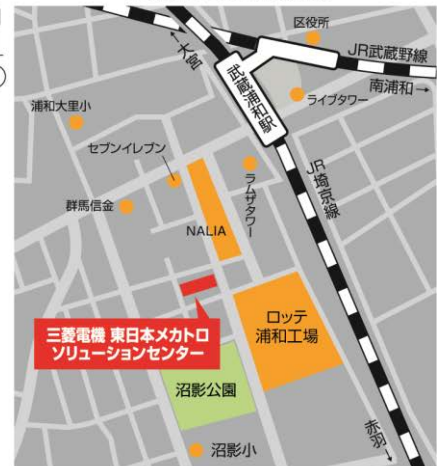 区役所
JR武蔵野線
南浦和→
←大宮
武蔵浦和駅
ライブタワー
浦和大里小
セブンイレブン
ラムザタワー
JR埼京線
群馬信金
NALIA
三菱電機 東日本メカトロ
ソリューションセンター
ロッテ
浦和工場
沼影公園
赤羽→
沼影小